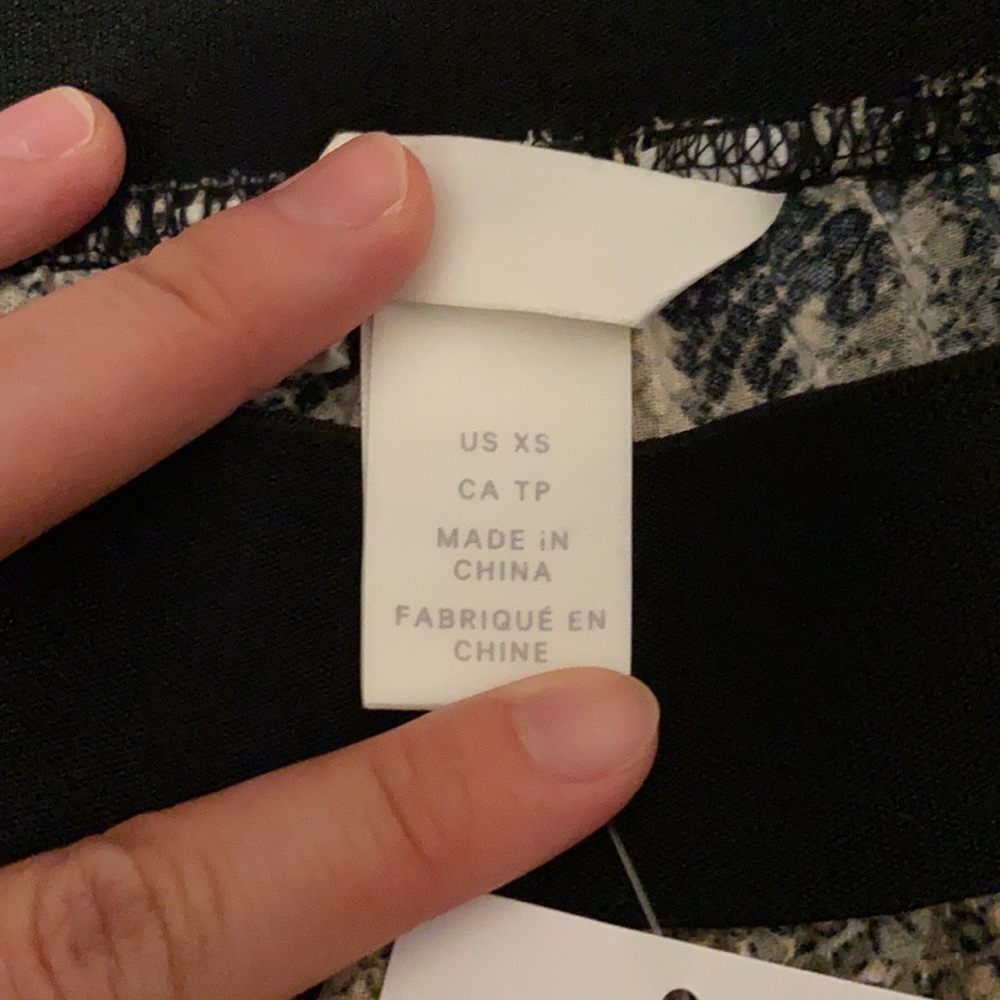 US XS
CA TP
MADE iN
CHINA
FABRIQUÉ EN
CHINE